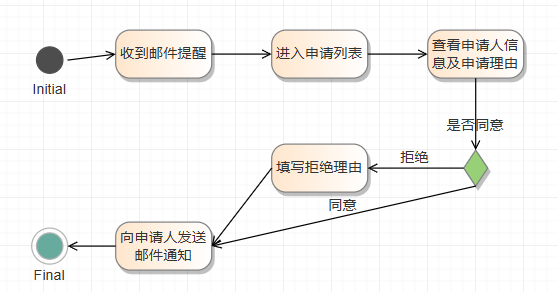 收到邮件提醒
进入申请列表
查看申请人信
息及申请理由
Initial
是否同意
填写拒绝理由
拒绝
同意
向申请人发送
邮件通知
Final